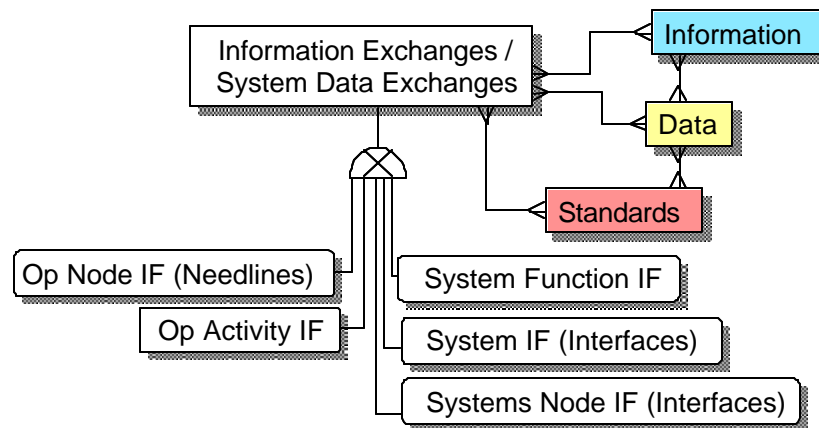 Information Exchanges /
System Data Exchanges
Information
Data
Standards
Op Node IF (Needlines)
System Function IF
Op Activity IF
System IF (Interfaces)
Systems Node IF (Interfaces)